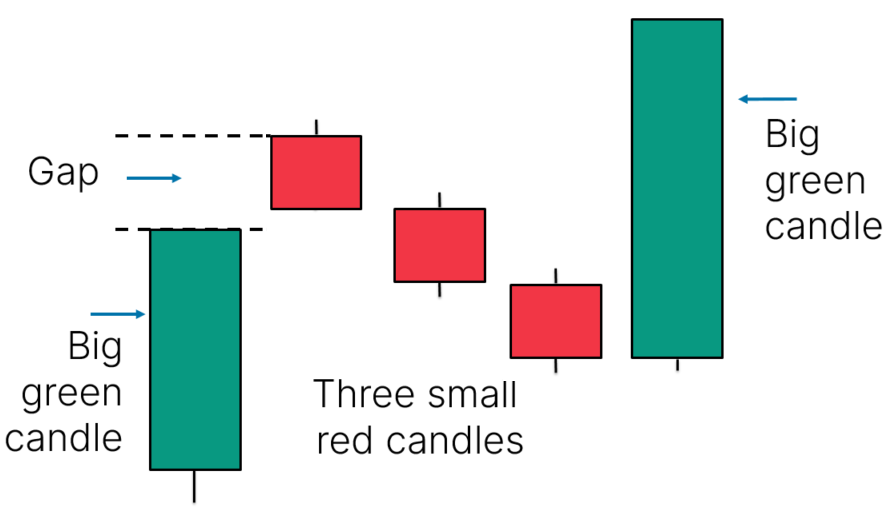 Gap
Big
green
candle
Three small
red candles
Big
green
candle